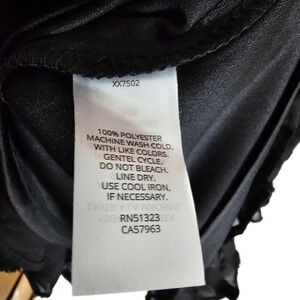 XX7502
100% POLYESTER
MACHINE WASH COLD,
WITH LIKE COLORS.
GENTEL CYCLE.
DO NOT BLEACH.
LINE DRY.
USE COOL IRON,
IF NECESSARY.
RN51323
CA57963